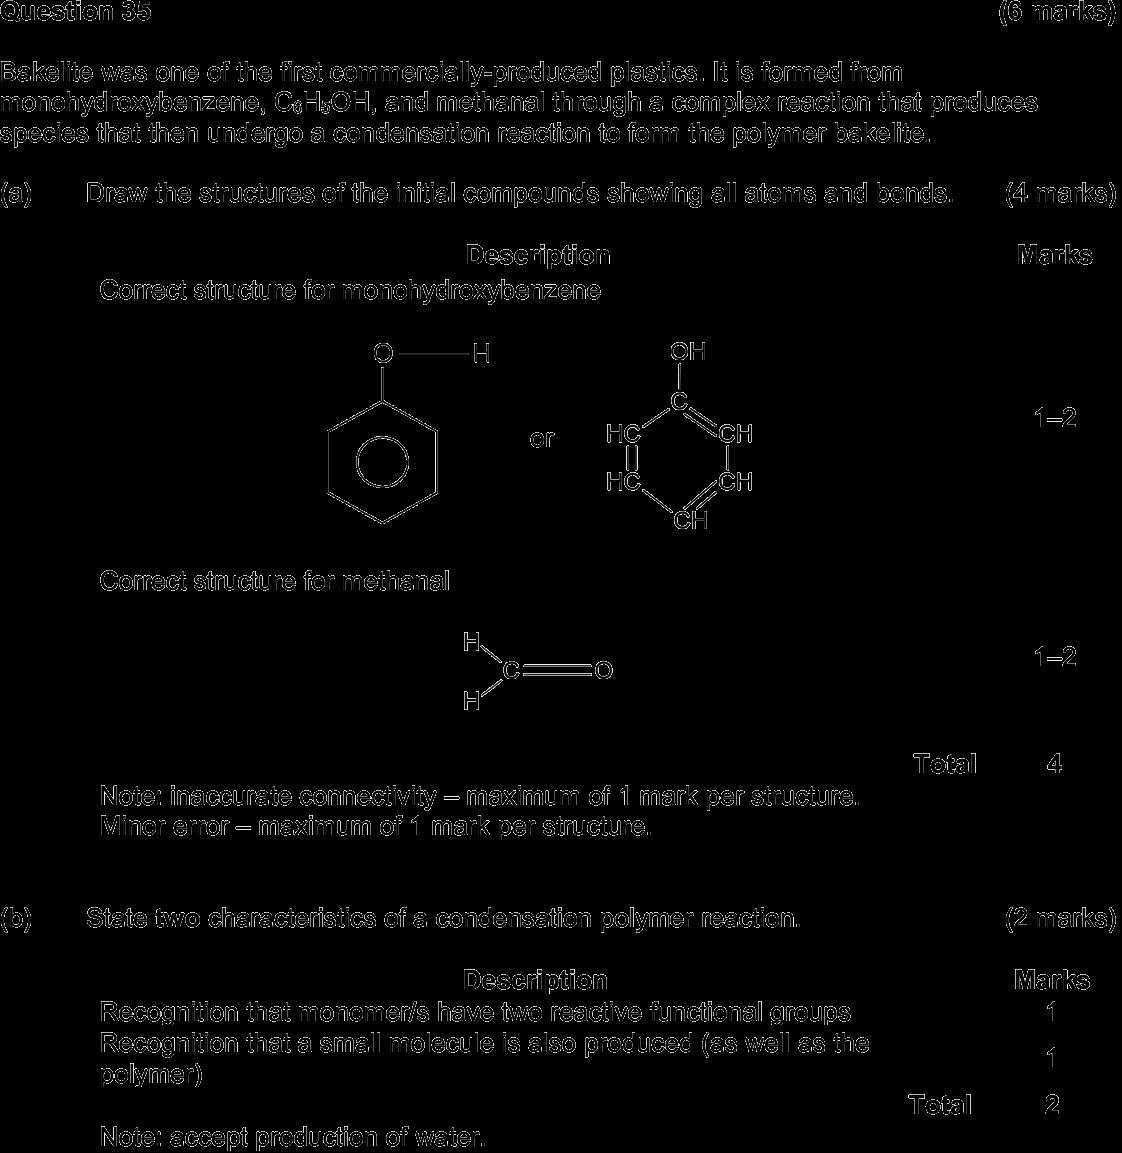 Question 35 (6 marks)
Bakelite was one of the first commercially-produced plastics. It is formed from
monohydroxybenzene, C₆H₅OH, and methanal through a complex reaction that produces
species that then undergo a condensation reaction to form the polymer bakelite.
(a) Draw the structures of the initial compounds showing all atoms and bonds. (4 marks)
Description Marks
Correct structure for monohydroxybenzene
O H OH
C
HC CH
or 1–2
HC CH
CH
Correct structure for methanal
H
C O 1–2
H
Total 4
Note: inaccurate connectivity – maximum of 1 mark per structure.
Minor error – maximum of 1 mark per structure.
(b) State two characteristics of a condensation polymer reaction. (2 marks)
Description Marks
Recognition that monomer/s have two reactive functional groups 1
Recognition that a small molecule is also produced (as well as the
polymer) 1
Total 2
Note: accept production of water.